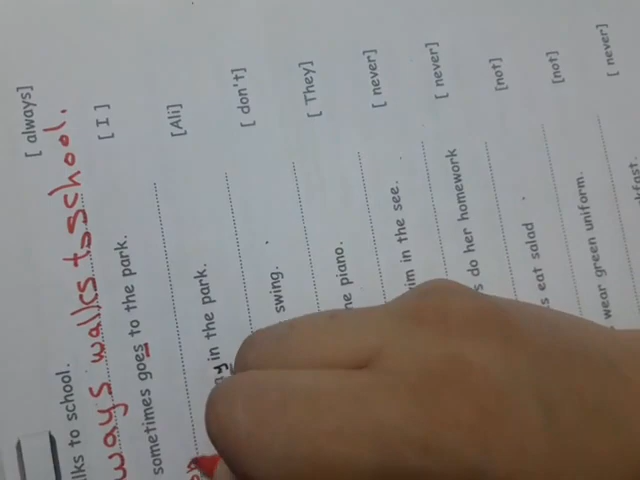 lks to school. [ always]
ways walks to school.
sometimes goes to the park. [ I ]
in the park. [Ali]
swing. [ don't]
ne piano. [ They]
im in the see. [ never]
s do her homework [ never]
s eat salad [not]
wear green uniform. [not]
kfast. [ never]